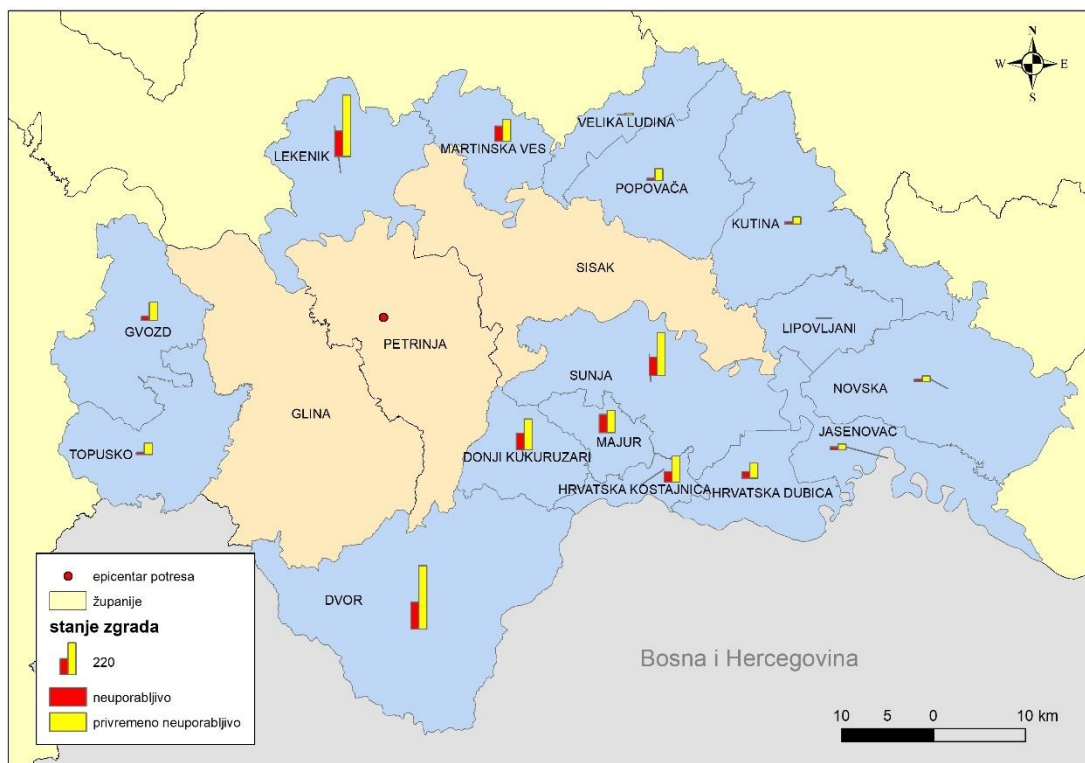 N
W E
S
VELIKA LUDINA
MARTINSKA VES
LEKENIK
POPOVAČA
KUTINA
SISAK
LIPOVLJANI
GVOZD
PETRINJA
SUNJA
NOVSKA
GLINA
JASENOVAC
MAJUR
TOPUSKO
DONJI KUKURUZARI
HRVATSKA KOSTAJNICA
HRVATSKA DUBICA
DVOR
Bosna i Hercegovina
epicentar potresa
županije
stanje zgrada
220
neuporabljivo
privremeno neuporabljivo
10 5 0 10 km